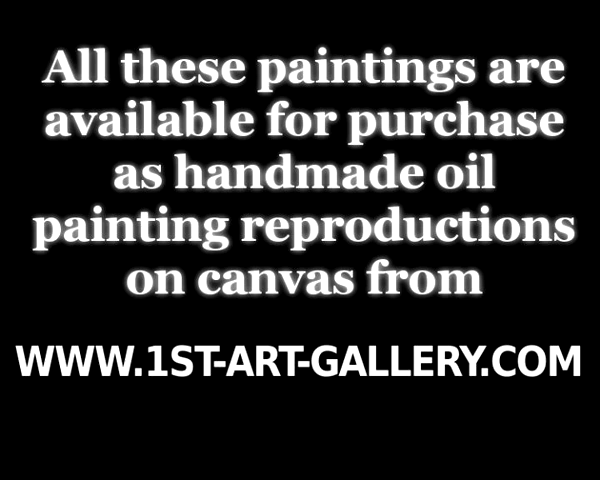 All these paintings are
available for purchase
as handmade oil
painting reproductions
on canvas from
WWW.1ST-ART-GALLERY.COM